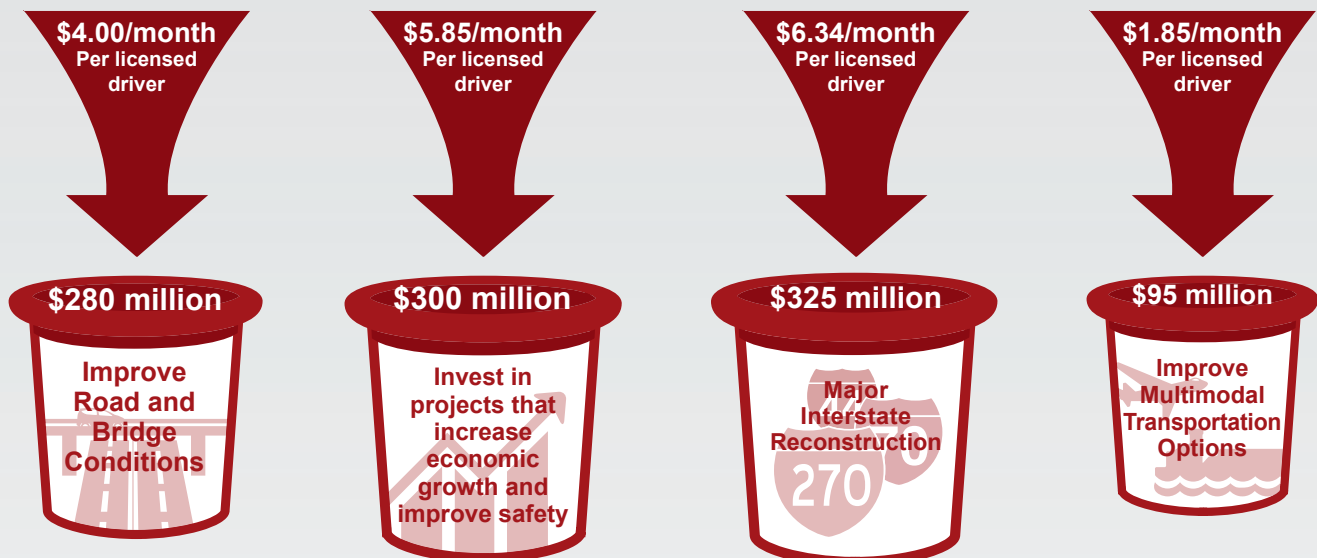 $4.00/month
Per licensed
driver
$280 million
Improve
Road and
Bridge
Conditions
$5.85/month
Per licensed
driver
$300 million
Invest in
projects that
increase
economic
growth and
improve safety
$6.34/month
Per licensed
driver
$325 million
Major
Interstate
Reconstruction
44
70
270
$1.85/month
Per licensed
driver
$95 million
Improve
Multimodal
Transportation
Options